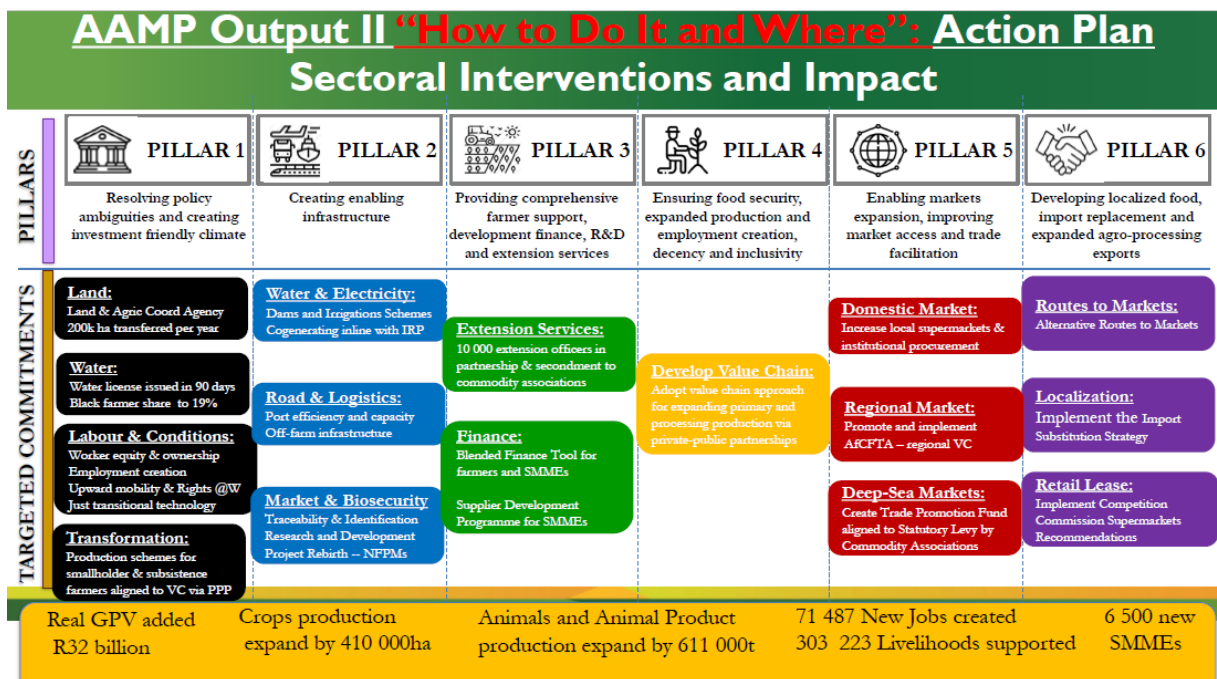 AAMP Output II “How to Do It and Where”: Action Plan
Sectoral Interventions and Impact
PILLARS
PILLAR 1
Resolving policy
ambiguities and creating
investment friendly climate
PILLAR 2
Creating enabling
infrastructure
PILLAR 3
Providing comprehensive
farmer support,
development finance, R&D
and extension services
PILLAR 4
Ensuring food security,
expanded production and
employment creation,
decency and inclusivity
PILLAR 5
Enabling markets
expansion, improving
market access and trade
facilitation
PILLAR 6
Developing localized food,
import replacement and
expanded agro-processing
exports
TARGETED COMMITMENTS
Land:
Land & Agric Coord Agency
200k ha transferred per year
Water:
Water license issued in 90 days
Black farmer share to 19%
Labour & Conditions:
Worker equity & ownership
Employment creation
Upward mobility & Rights @W
Just transitional technology
Transformation:
Production schemes for
smallholder & subsistence
farmers aligned to VC via PPP
Water & Electricity:
Dams and Irrigations Schemes
Cogenerating inline with IRP
Road & Logistics:
Port efficiency and capacity
Off-farm infrastructure
Market & Biosecurity
Traceability & Identification
Research and Development
Project Rebirth -- NFPMs
Extension Services:
10 000 extension officers in
partnership & secondment to
commodity associations
Finance:
Blended Finance Tool for
farmers and SMMEs
Supplier Development
Programme for SMMEs
Develop Value Chain:
Adopt value chain approach
for expanding primary and
processing production via
private-public partnerships
Domestic Market:
Increase local supermarkets &
institutional procurement
Regional Market:
Promote and implement
AfCFTA – regional VC
Deep-Sea Markets:
Create Trade Promotion Fund
aligned to Statutory Levy by
Commodity Associations
Routes to Markets:
Alternative Routes to Markets
Localization:
Implement the Import
Substitution Strategy
Retail Lease:
Implement Competition
Commission Supermarkets
Recommendations
Real GPV added
R32 billion
Crops production
expand by 410 000ha
Animals and Animal Product
production expand by 611 000t
71 487 New Jobs created
303 223 Livelihoods supported
6 500 new
SMMEs